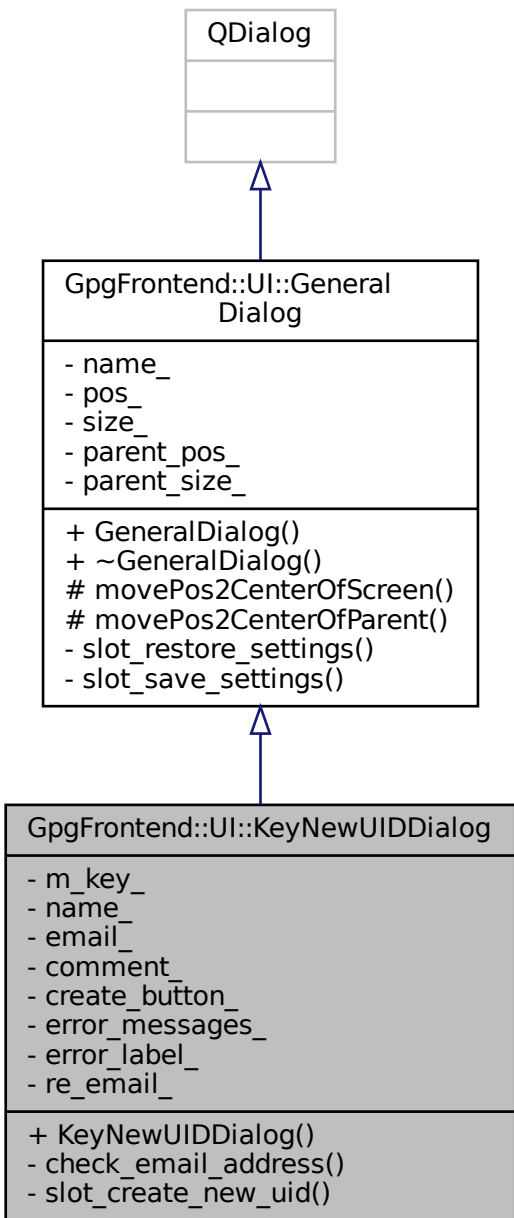 QDialog
GpgFrontend::UI::General
Dialog
- name_
- pos_
- size_
- parent_pos_
- parent_size_
+ GeneralDialog()
+ ~GeneralDialog()
# movePos2CenterOfScreen()
# movePos2CenterOfParent()
- slot_restore_settings()
- slot_save_settings()
GpgFrontend::UI::KeyNewUIDDialog
- m_key_
- name_
- email_
- comment_
- create_button_
- error_messages_
- error_label_
- re_email_
+ KeyNewUIDDialog()
- check_email_address()
- slot_create_new_uid()